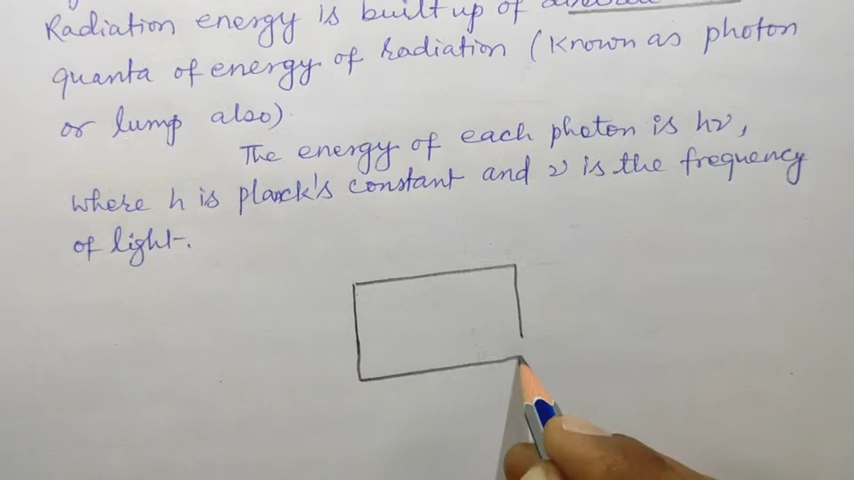 Radiation energy is built up of
quanta of energy of radiation (Known as photon
or lump also)
The energy of each photon is hν,
where h is planck's constant and ν is the frequency
of light.